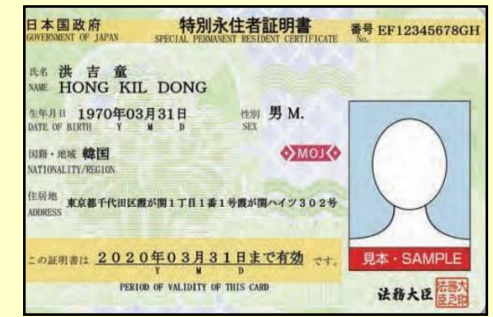 日本国政府 特別永住者証明書 番号 EF12345678GH
GOVERNMENT OF JAPAN SPECIAL PERMANENT RESIDENT CERTIFICATE No.
氏名 洪 吉 童
NAME HONG KIL DONG
生年月日 1970年03月31日 性別 男 M.
DATE OF BIRTH Y M D SEX
国籍・地域 韓国
NATIONALITY/REGION
MOJ
住居地 東京都千代田区霞が関1丁目1番1号霞が関ハイツ302号
ADDRESS
この証明書は 2020年03月31日まで有効 です。
Y M D
PERIOD OF VALIDITY OF THIS CARD
見本・SAMPLE
法務大臣 法務大臣之印